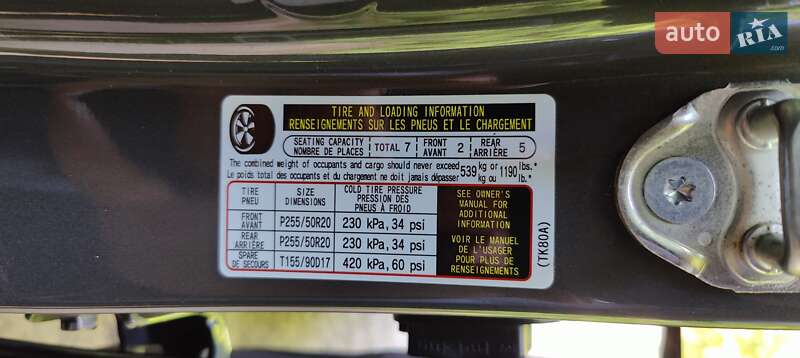 auto RIA.com
TIRE AND LOADING INFORMATION
RENSEIGNEMENTS SUR LES PNEUS ET LE CHARGEMENT
SEATING CAPACITY NOMBRE DE PLACES TOTAL 7 FRONT AVANT 2 REAR ARRIÈRE 5
The combined weight of occupants and cargo should never exceed 539 kg or 1190 lbs.*
Le poids total des occupants et du chargement ne doit jamais dépasser kg ou lb.*
TIRE PNEU SIZE DIMENSIONS COLD TIRE PRESSURE PRESSION DES PNEUS À FROID
FRONT AVANT P255/50R20 230 kPa, 34 psi
REAR ARRIÈRE P255/50R20 230 kPa, 34 psi
SPARE DE SECOURS T155/90D17 420 kPa, 60 psi
SEE OWNER'S
MANUAL FOR
ADDITIONAL
INFORMATION
VOIR LE MANUEL
DE L'USAGER
POUR PLUS DE
RENSEIGNEMENTS
(TK80A)